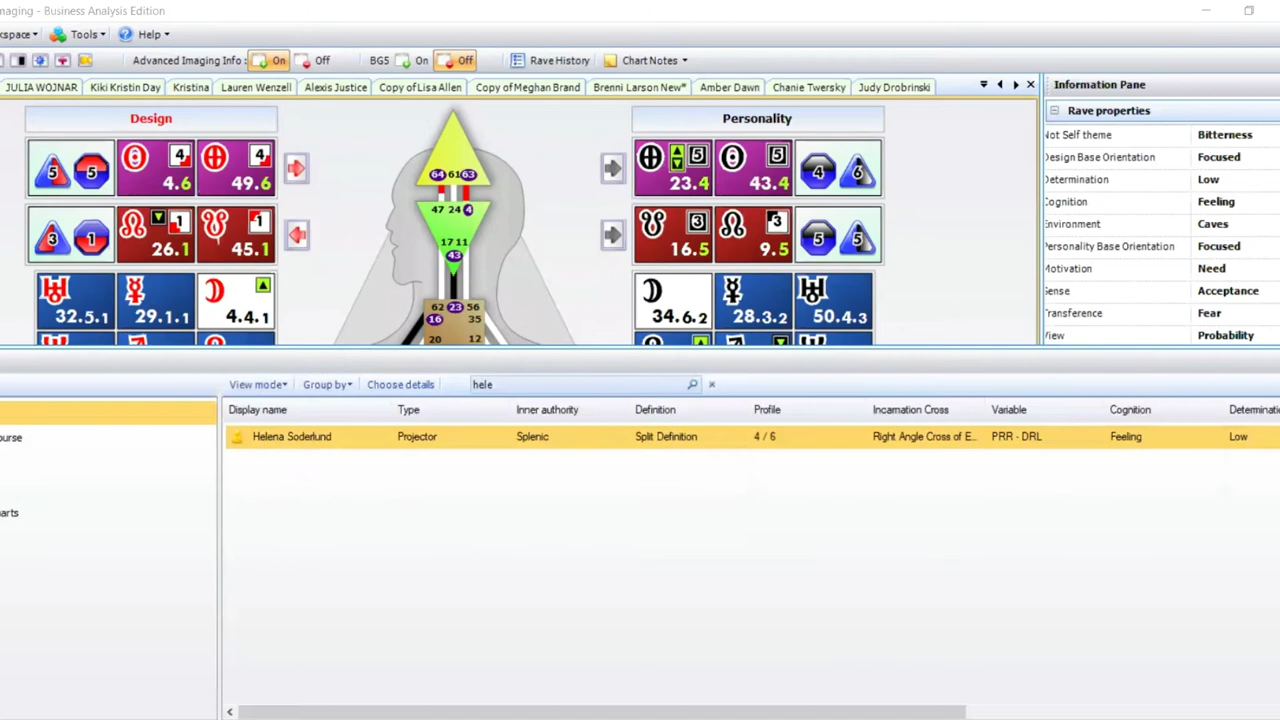 maging - Business Analysis Edition
kspace Tools Help
Advanced Imaging Info : On Off BG5 On Off Rave History Chart Notes
JULIA WOJNAR Kiki Kristin Day Kristina Lauren Wenzell Alexis Justice Copy of Lisa Allen Copy of Meghan Brand Brenni Larson New* Amber Dawn Chanie Twersky Judy Drobrinski
Information Pane
Rave properties
Not Self theme Bitterness
Design Base Orientation Focused
Determination Low
Cognition Feeling
Environment Caves
Personality Base Orientation Focused
Motivation Need
Sense Acceptance
Transference Fear
View Probability
Design
5 5 4 4.6 4 49.6
3 1 1 26.1 1 45.1
32.5.1 29.1.1 4.4.1
64 61 63
47 24 4
17 11
43
62 23 56
16 35
20 12
Personality
5 23.4 5 43.4 4 6
3 16.5 3 9.5 5 5
34.6.2 28.3.2 50.4.3
View mode Group by Choose details hele
Display name Type Inner authority Definition Profile Incarnation Cross Variable Cognition Determinati
Helena Soderlund Projector Splenic Split Definition 4 / 6 Right Angle Cross of E... PRR - DRL Feeling Low
ourse
arts